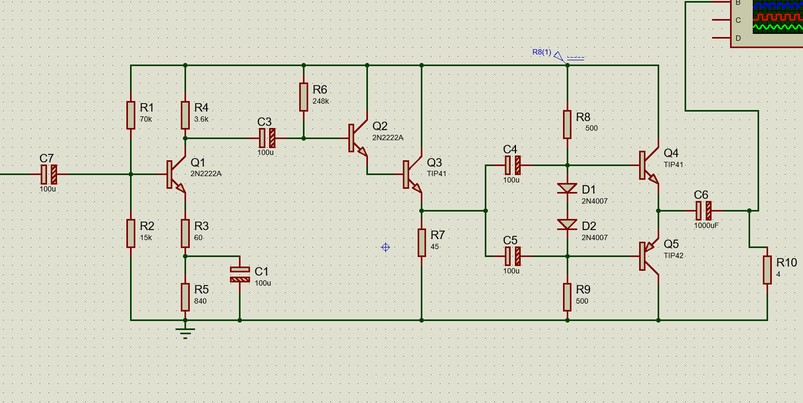 B
C
D
R8(1)
R1
70k
R4
3.6k
R6
248k
C3
100u
Q2
2N2222A
R8
500
C7
100u
Q1
2N2222A
Q3
TIP41
C4
100u
Q4
TIP41
D1
2N4007
C6
1000uF
R2
15k
R3
60
R7
45
D2
2N4007
C5
100u
Q5
TIP42
R10
4
C1
100u
R5
840
R9
500